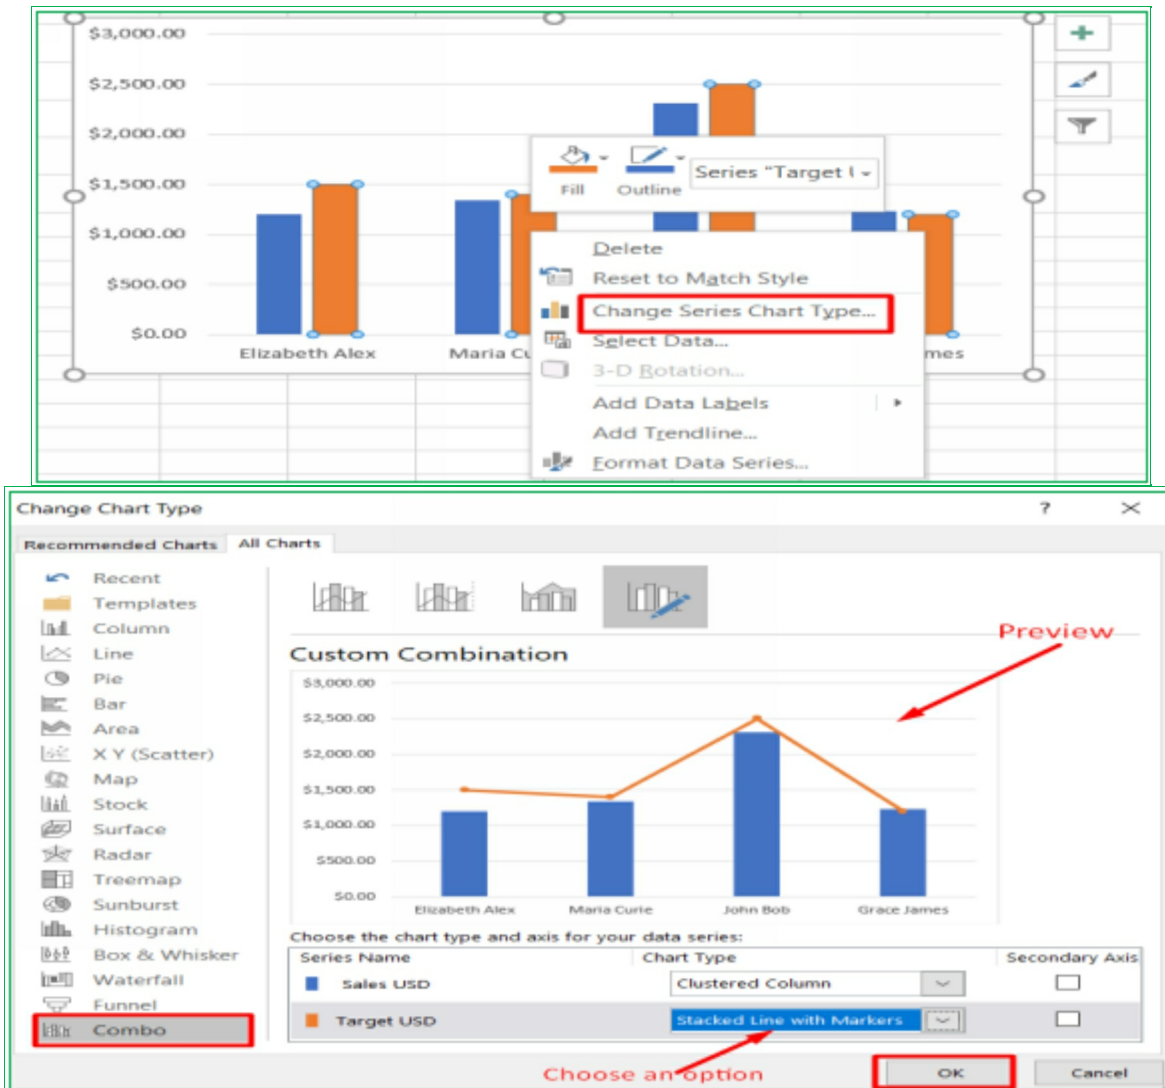 $3,000.00
$2,500.00
$2,000.00
$1,500.00
$1,000.00
$500.00
$0.00
Elizabeth Alex
Maria Cu
mes
Fill
Outline
Series "Target
Delete
Reset to Match Style
Change Series Chart Type...
Select Data...
3-D Rotation...
Add Data Labels
Add Trendline...
Format Data Series...
Change Chart Type
?
Recommended Charts All Charts
Recent
Templates
Column
Line
Pie
Bar
Area
X Y (Scatter)
Map
Stock
Surface
Radar
Treemap
Sunburst
Histogram
Box & Whisker
Waterfall
Funnel
Combo
Preview
Custom Combination
$3,000.00
$2,500.00
$2,000.00
$1,500.00
$1,000.00
$500.00
$0.00
Elizabeth Alex Maria Curie John Bob Grace James
Choose the chart type and axis for your data series:
Series Name Chart Type Secondary Axis
Sales USD Clustered Column
Target USD Stacked Line with Markers
Choose an option
OK Cancel